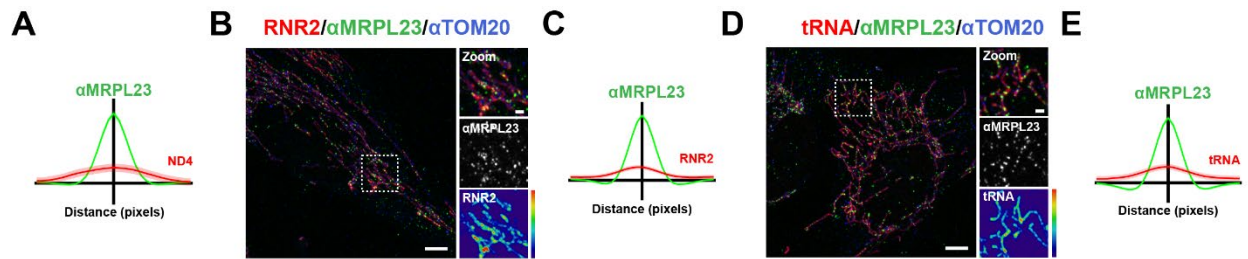 A
αMRPL23
ND4
Distance (pixels)
B
RNR2/αMRPL23/αTOM20
Zoom
αMRPL23
RNR2
C
αMRPL23
RNR2
Distance (pixels)
D
tRNA/αMRPL23/αTOM20
Zoom
αMRPL23
tRNA
E
αMRPL23
tRNA
Distance (pixels)